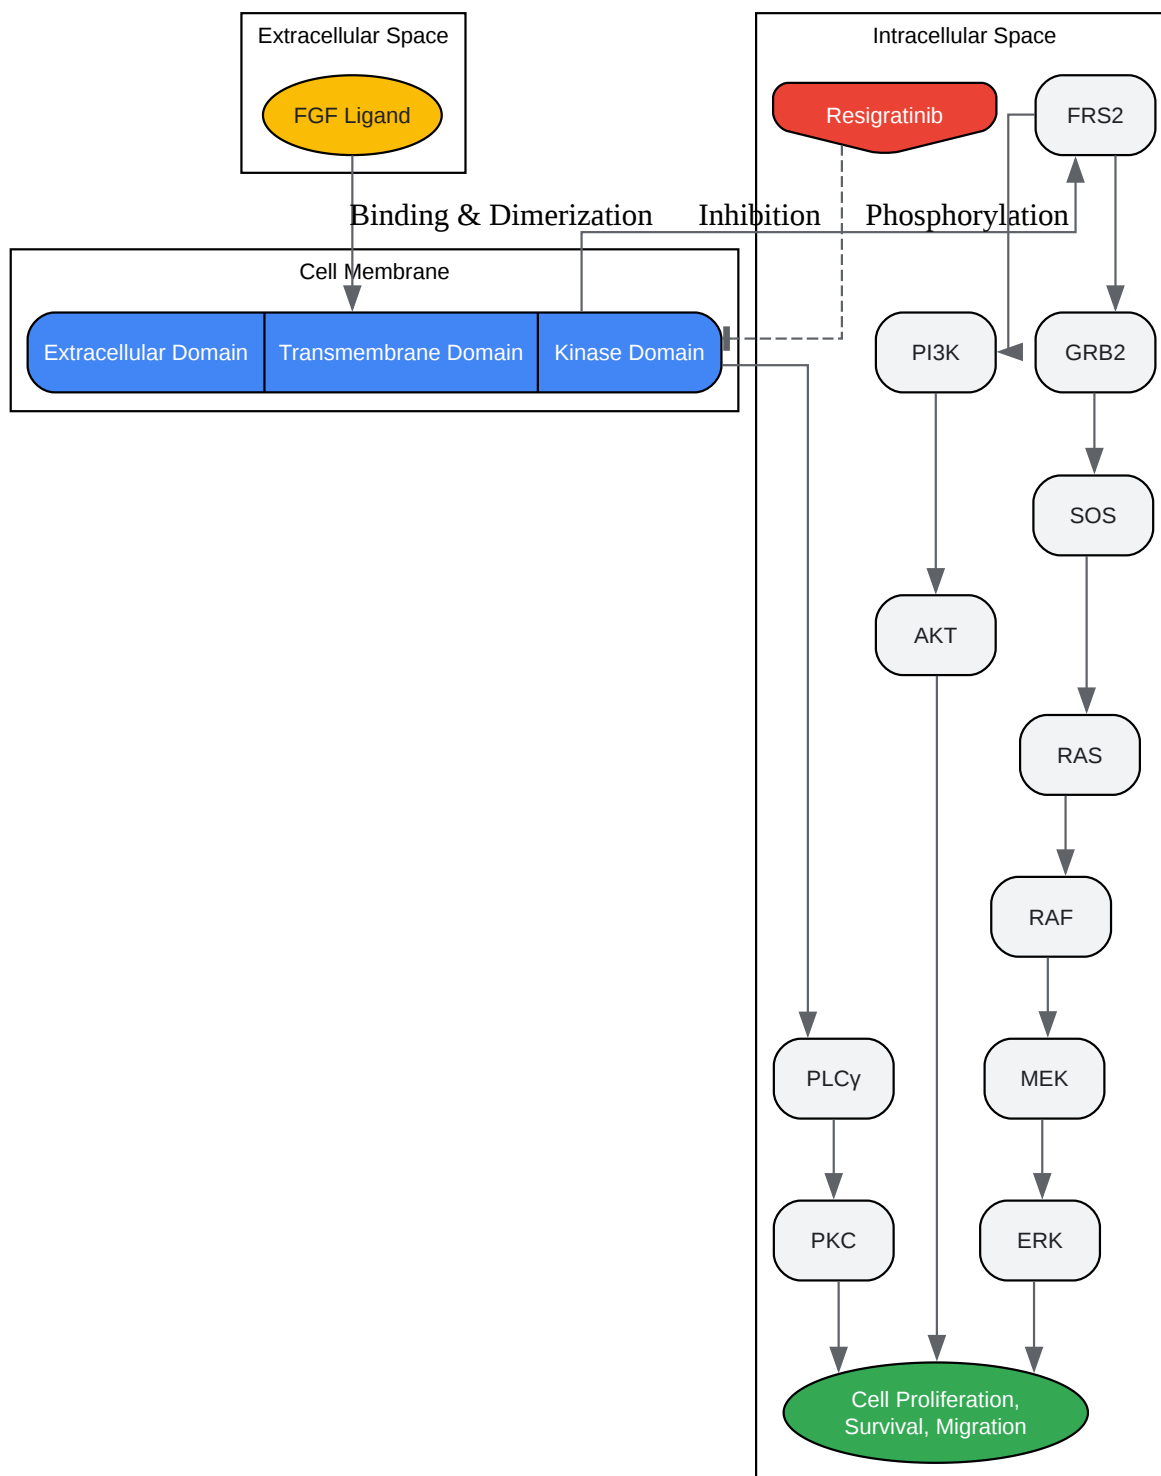 Extracellular Space
Intracellular Space
FGF Ligand
Resigratinib
FRS2
Binding & Dimerization
Inhibition
Phosphorylation
Cell Membrane
Extracellular Domain
Transmembrane Domain
Kinase Domain
PI3K
GRB2
SOS
AKT
RAS
RAF
PLCγ
MEK
PKC
ERK
Cell Proliferation,
Survival, Migration